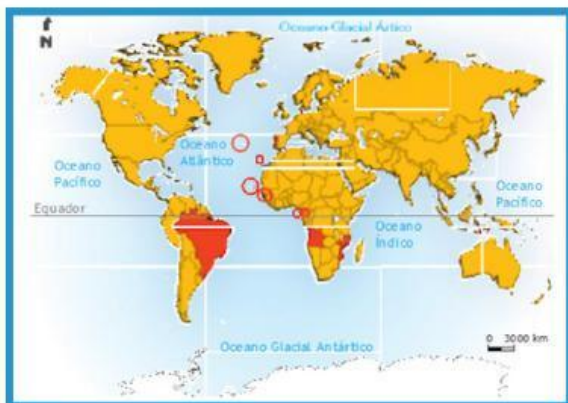 N
Oceano Glacial Ártico
Oceano
Atlântico
Oceano
Pacífico
Oceano
Pacífico
Equador
Oceano
Índico
0 3000 km
Oceano Glacial Antártico